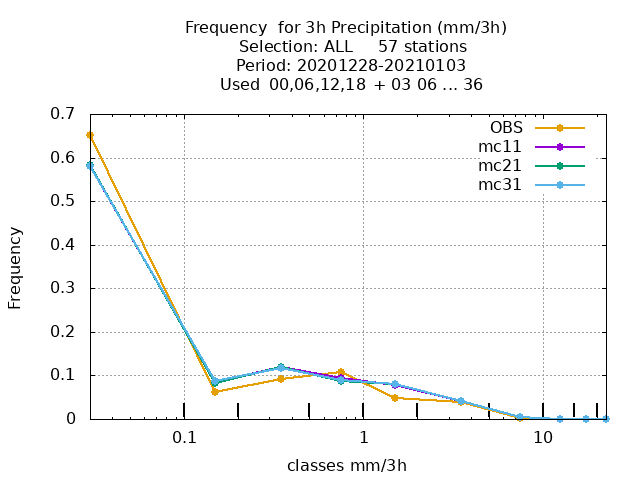 Frequency  for 3h Precipitation (mm/3h)
Selection: ALL     57 stations
Period: 20201228-20210103
Used  00,06,12,18  + 03 06 ... 36
0.7
0.6
0.5
0.4
0.3
0.2
0.1
0
Frequency
OBS
mc11
mc21
mc31
0.1 1 10
classes mm/3h